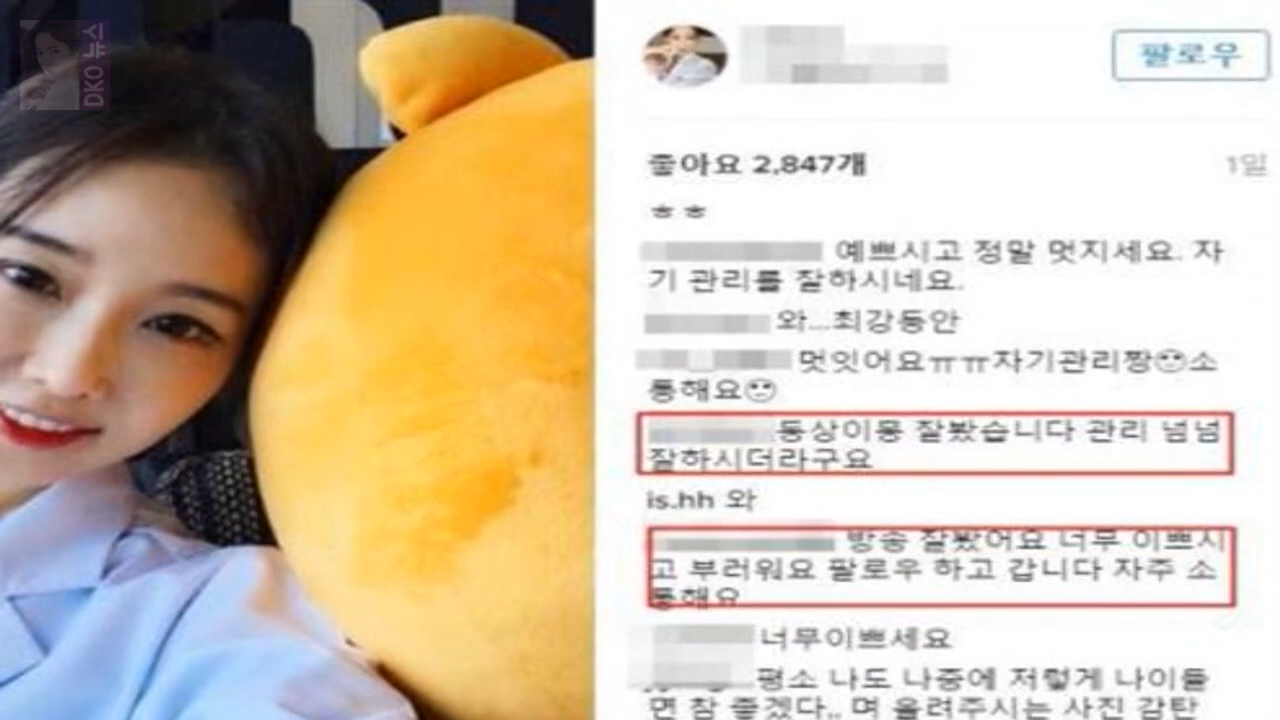 DKO 뉴스
팔로우
좋아요 2,847개
1일
ㅎㅎ
예쁘시고 정말 멋지세요. 자
기 관리를 잘하시네요.
와...최강동안
멋잇어요ㅠㅠ자기관리짱🙂소
통해요🙂
동상이몽 잘봤습니다 관리 넘넘
잘하시더라구요
is.hh 와
방송 잘봤어요 너무 이쁘시
고 부러워요 팔로우 하고 갑니다 자주 소
통해요
너무이쁘세요
평소 나도 나중에 저렇게 나이들
면 참 좋겠다.. 며 올려주시는 사진 감탄